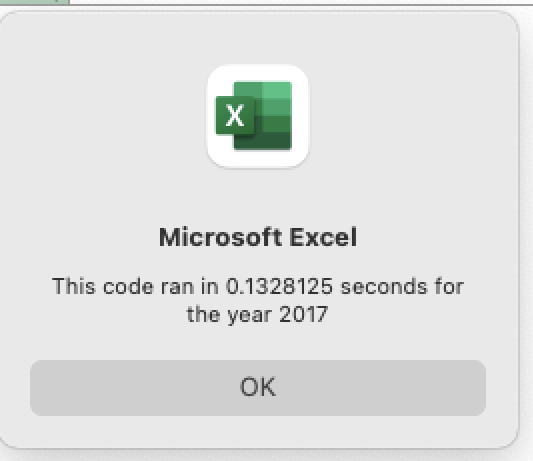 X
Microsoft Excel
This code ran in 0.1328125 seconds for
the year 2017
OK